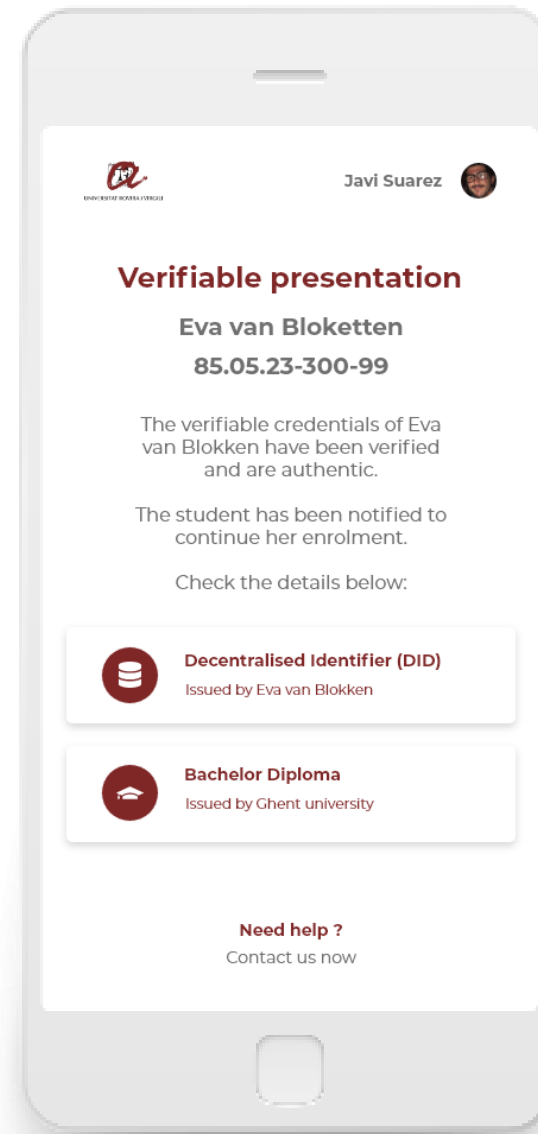 UNIVERSITAT ROVIRA I VIRGILI
Javi Suarez
Verifiable presentation
Eva van Bloketten
85.05.23-300-99
The verifiable credentials of Eva
van Blokken have been verified
and are authentic.
The student has been notified to
continue her enrolment.
Check the details below:
Decentralised Identifier (DID)
Issued by Eva van Blokken
Bachelor Diploma
Issued by Ghent university
Need help ?
Contact us now